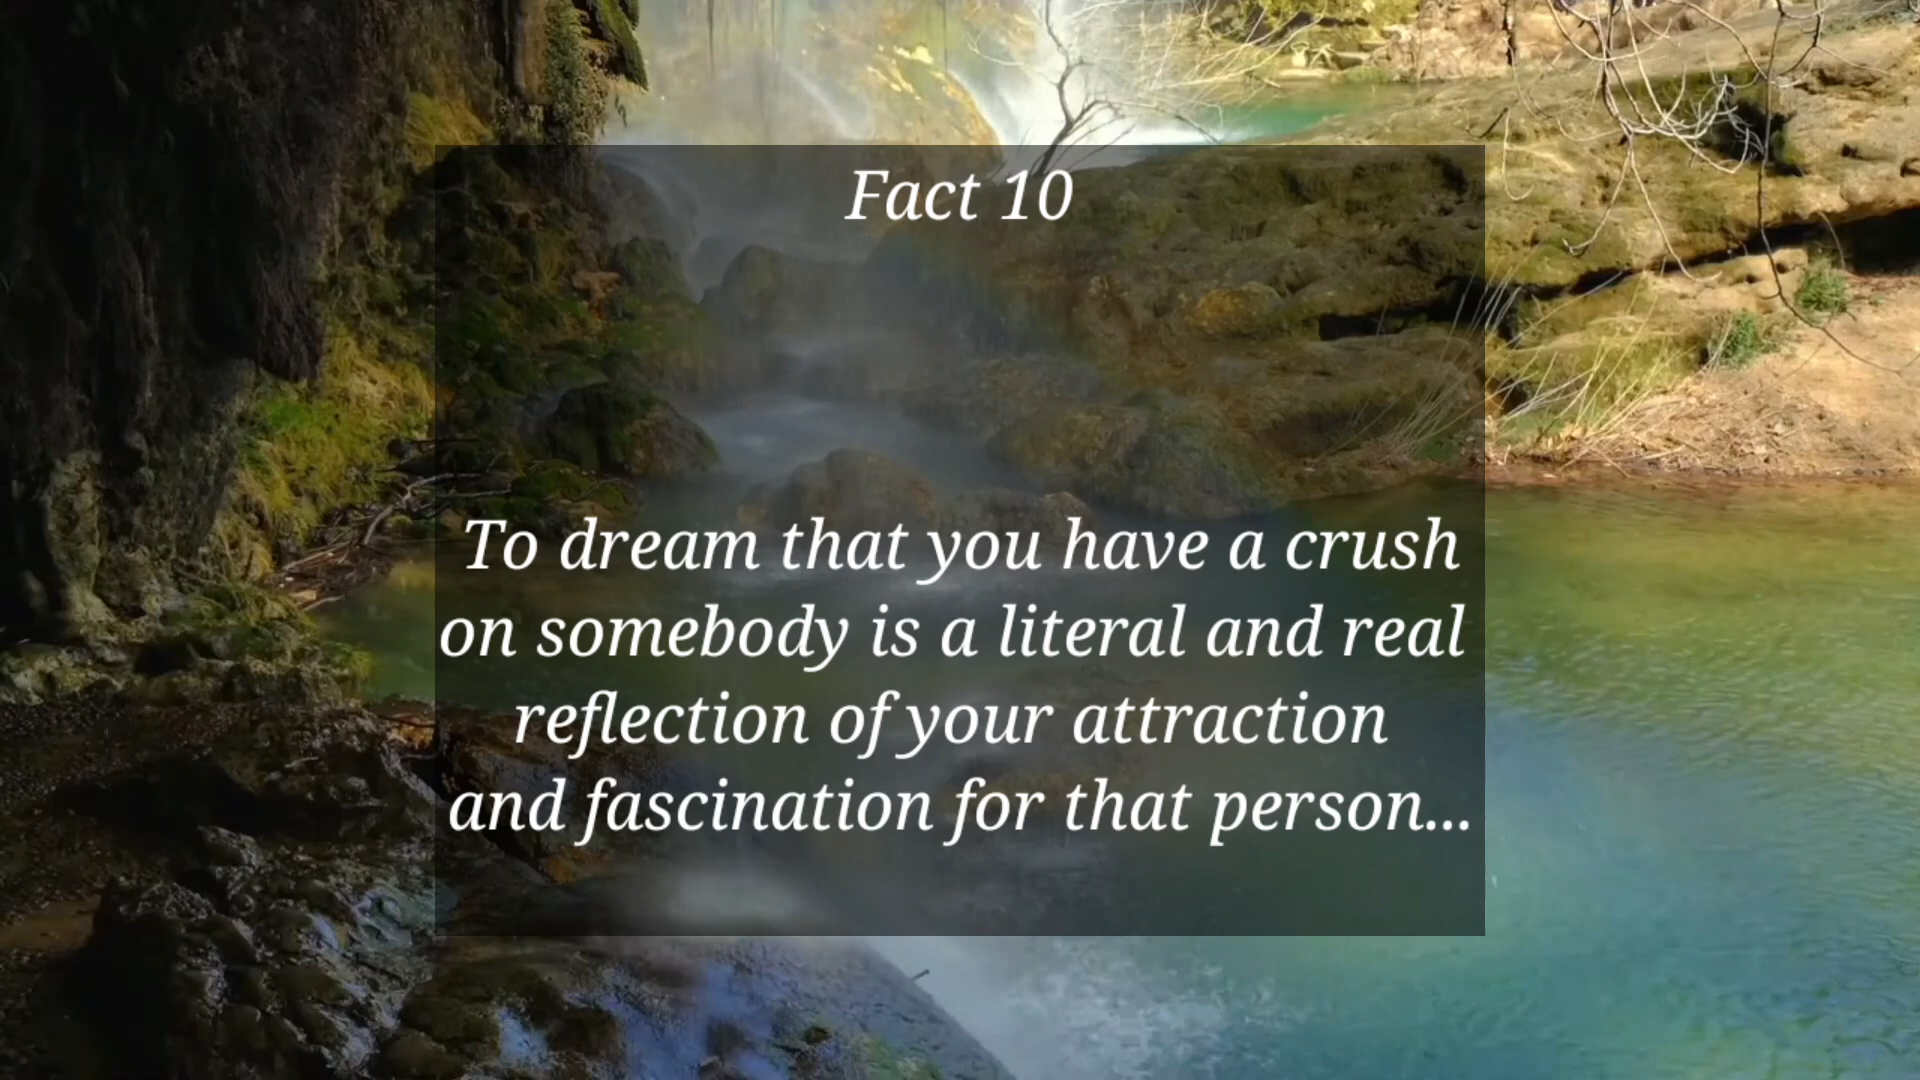 Fact 10
To dream that you have a crush
on somebody is a literal and real
reflection of your attraction
and fascination for that person...